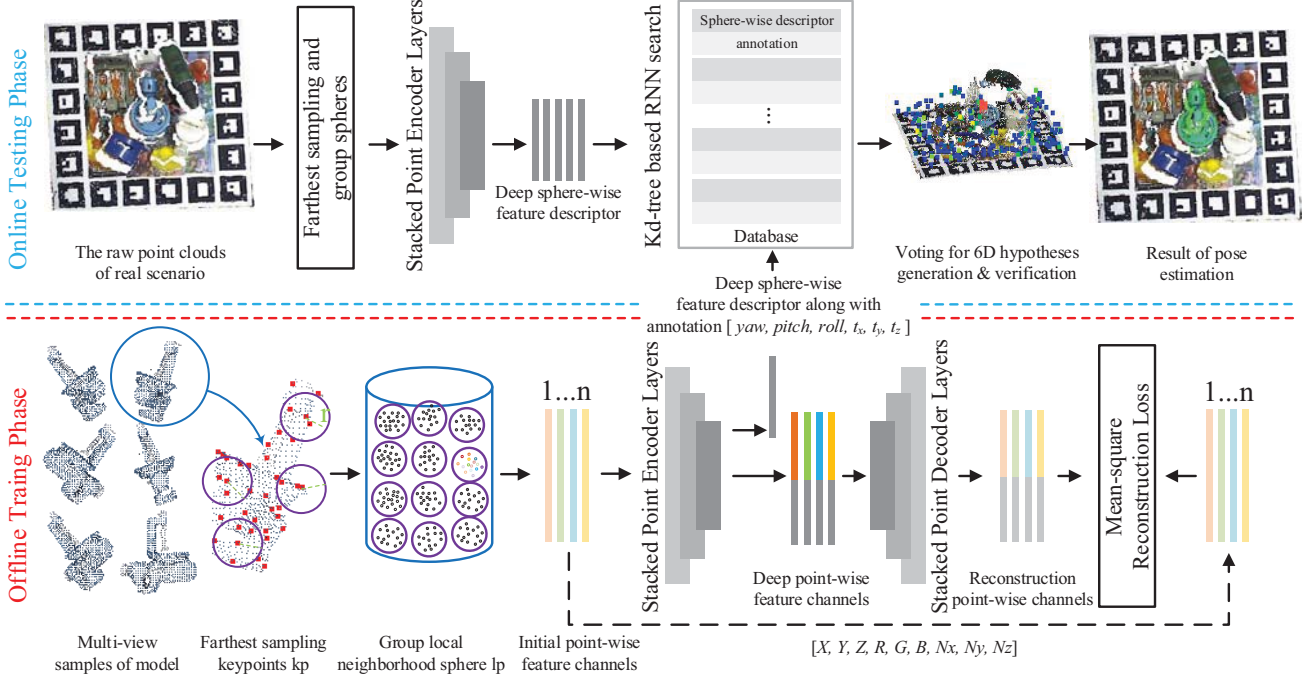 Online Testing Phase
The raw point clouds
of real scenario
Farthest sampling and
group spheres
Stacked Point Encoder Layers
Deep sphere-wise
feature descriptor
Kd-tree based RNN search
Sphere-wise descriptor
annotation
...
Database
Voting for 6D hypotheses
generation & verification
Result of pose
estimation
Deep sphere-wise
feature descriptor along with
annotation [ yaw, pitch, roll, tx, ty, tz ]
Offline Traing Phase
Multi-view
samples of model
r
Farthest sampling
keypoints kp
Group local
neighborhood sphere lp
1...n
Initial point-wise
feature channels
Stacked Point Encoder Layers
Deep point-wise
feature channels
Stacked Point Decoder Layers
Reconstruction
point-wise channels
Mean-square
Reconstruction Loss
1...n
[X, Y, Z, R, G, B, Nx, Ny, Nz]